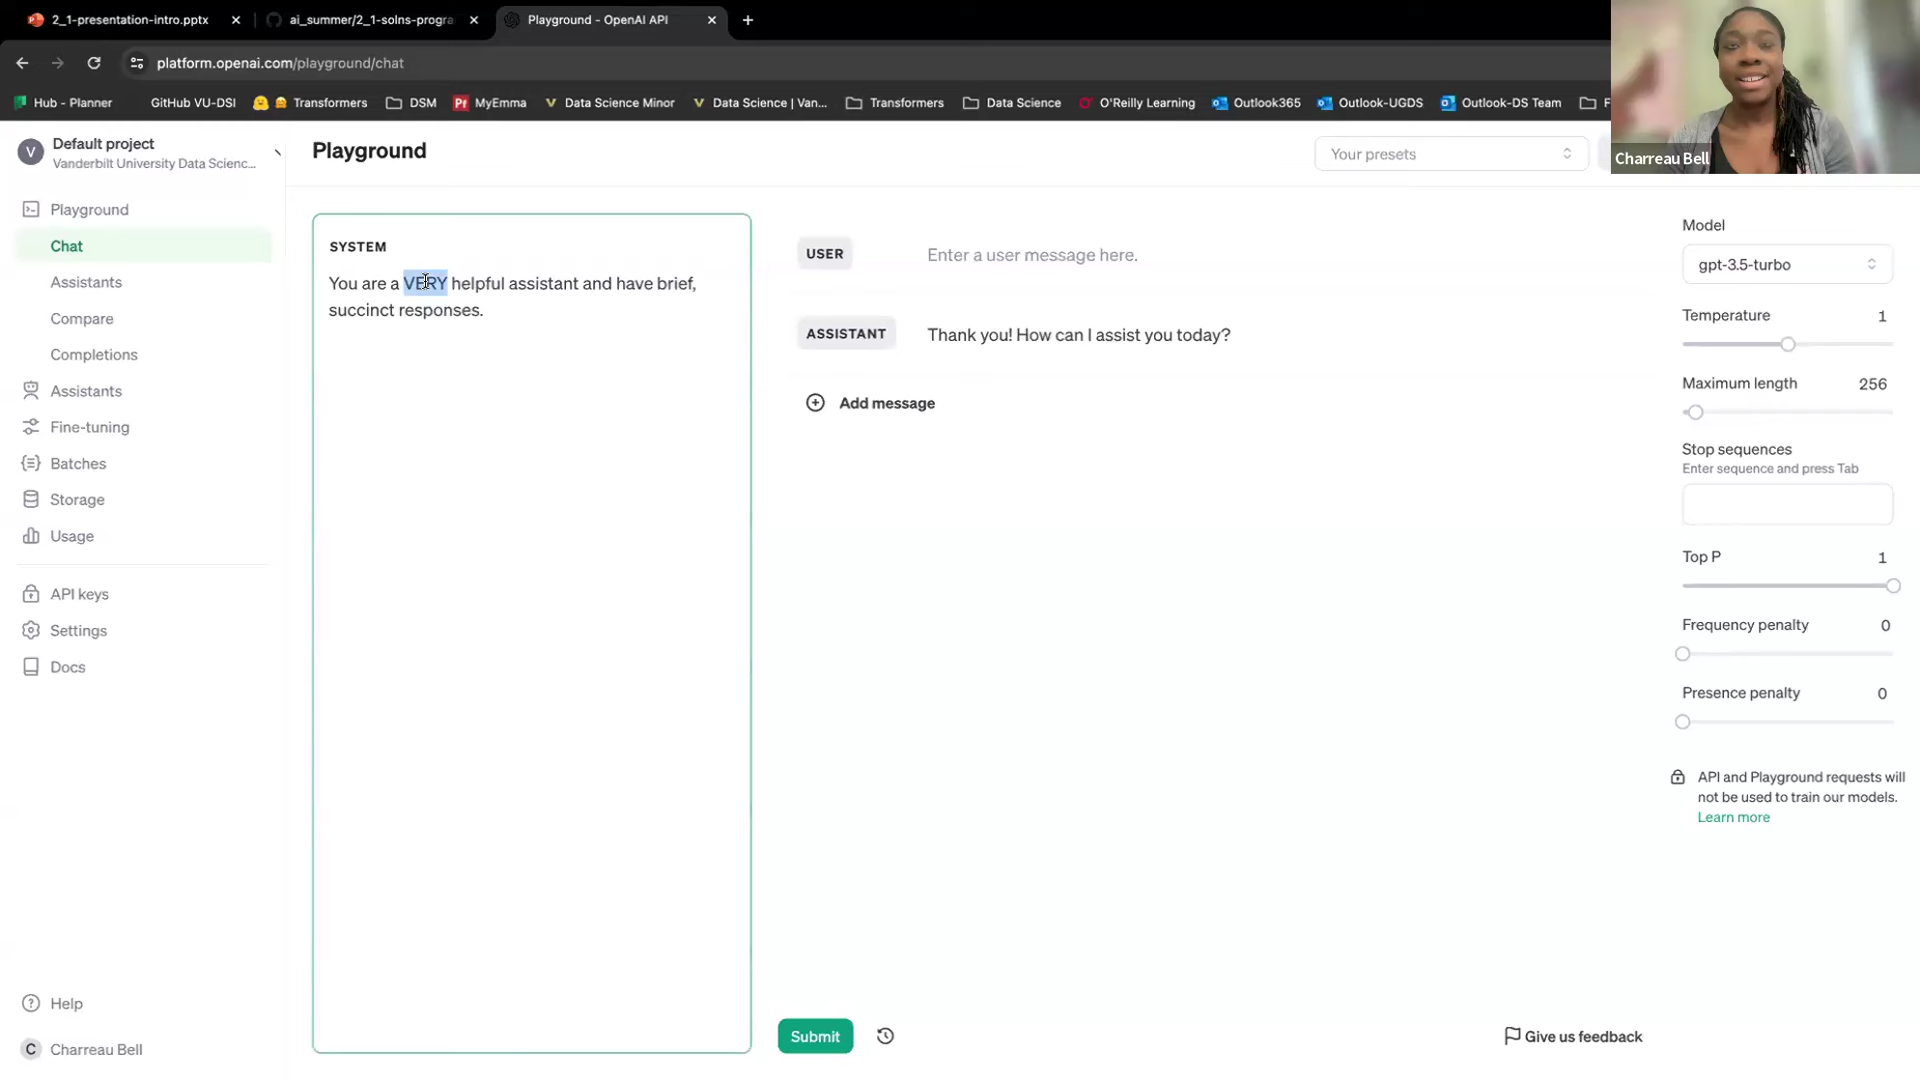 2_1-presentation-intro.pptx
ai_summer/2_1-solns-progra
Playground - OpenAI API
platform.openai.com/playground/chat
Hub - Planner
GitHub VU-DSI
Transformers
DSM
MyEmma
Data Science Minor
Data Science | Van...
Transformers
Data Science
O'Reilly Learning
Outlook365
Outlook-UGDS
Outlook-DS Team
F
Charreau Bell
V
Default project
Vanderbilt University Data Scienc...
Playground
Chat
Assistants
Compare
Completions
Assistants
Fine-tuning
Batches
Storage
Usage
API keys
Settings
Docs
Help
C
Charreau Bell
Playground
Your presets
SYSTEM
You are a VERY helpful assistant and have brief,
succinct responses.
USER
Enter a user message here.
ASSISTANT
Thank you! How can I assist you today?
Add message
Submit
Give us feedback
Model
gpt-3.5-turbo
Temperature 1
Maximum length 256
Stop sequences
Enter sequence and press Tab
Top P 1
Frequency penalty 0
Presence penalty 0
API and Playground requests will
not be used to train our models.
Learn more